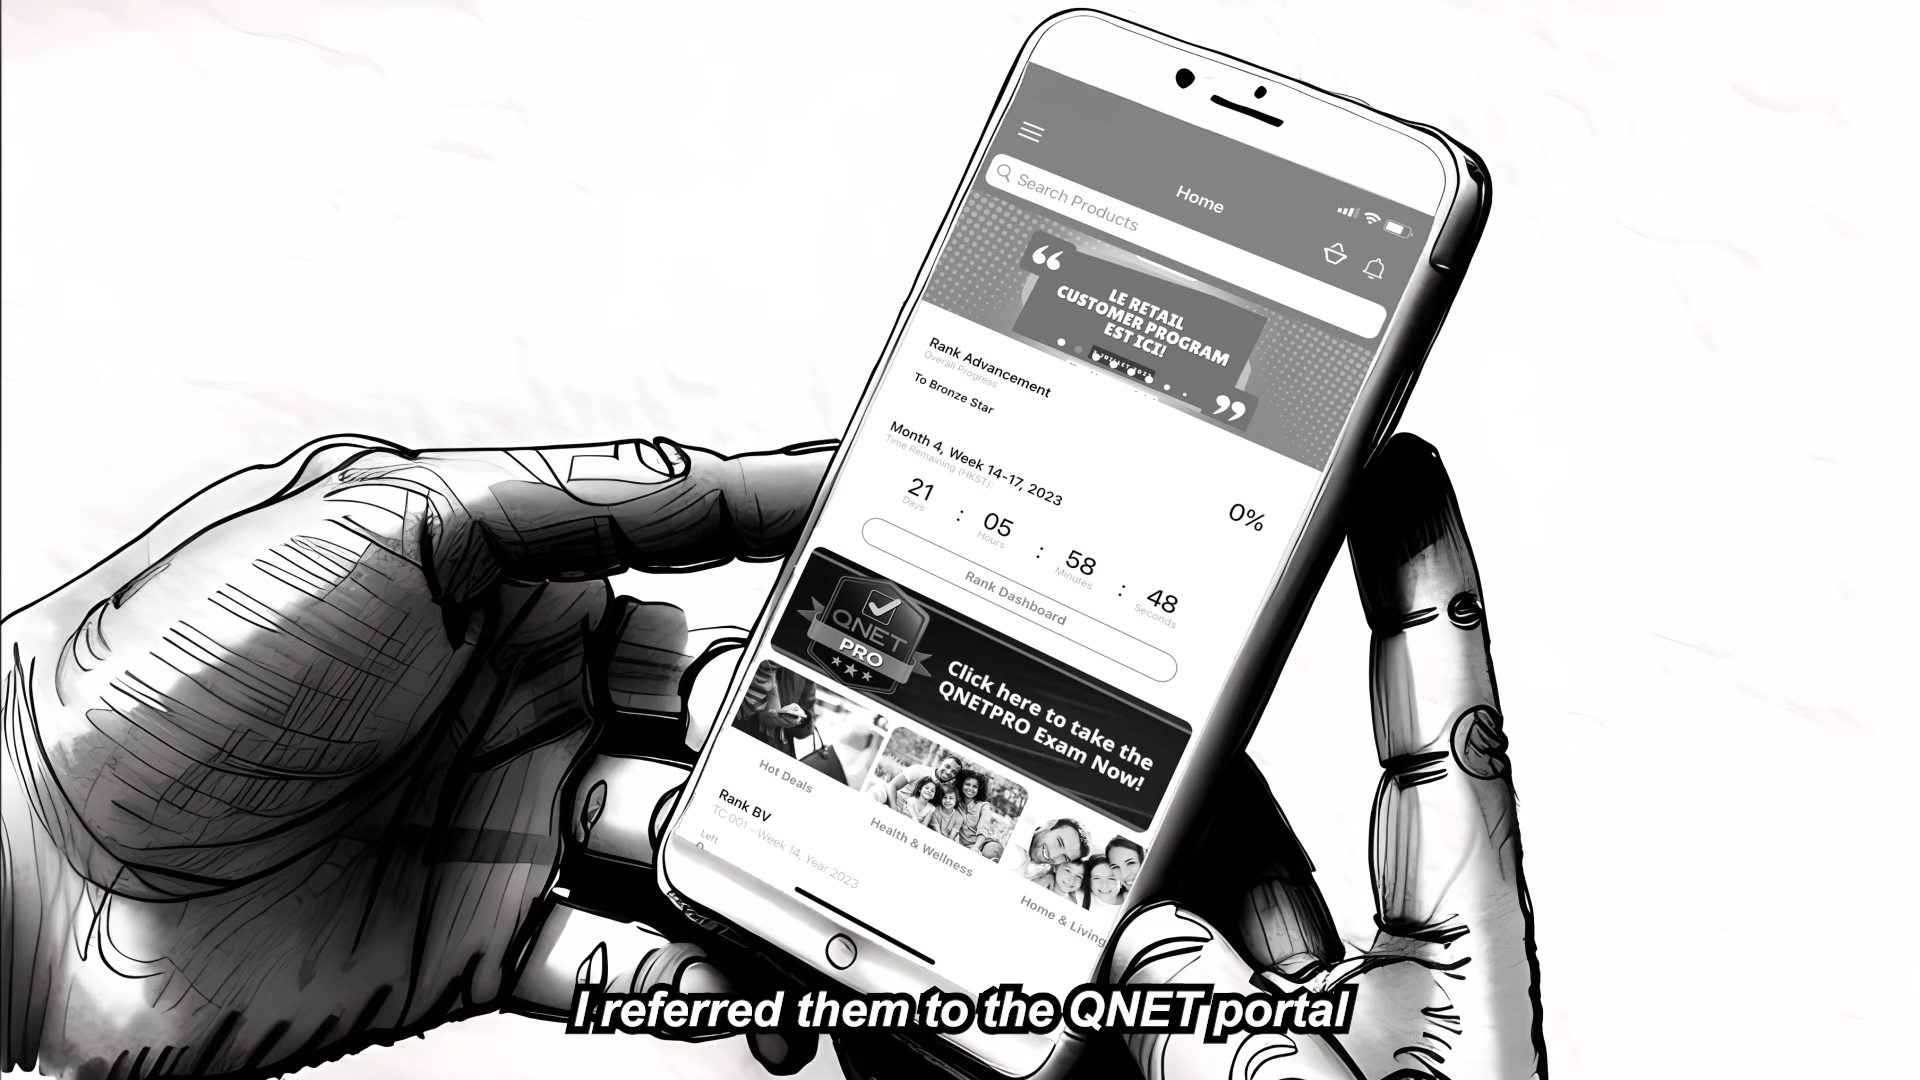 Home
Search Products
LE RETAIL
CUSTOMER PROGRAM
EST ICI!
Rank Advancement
Overall Progress
To Bronze Star
Month 4, Week 14-17, 2023
Time Remaining (HKST):
0%
21 : 05 : 58 : 48
Days Hours Minutes Seconds
Rank Dashboard
QNET
PRO
Click here to take the
QNETPRO Exam Now!
Hot Deals
Health & Wellness
Home & Living
Rank BV
TC 001 - Week 14, Year 2023
Left
I referred them to the QNET portal